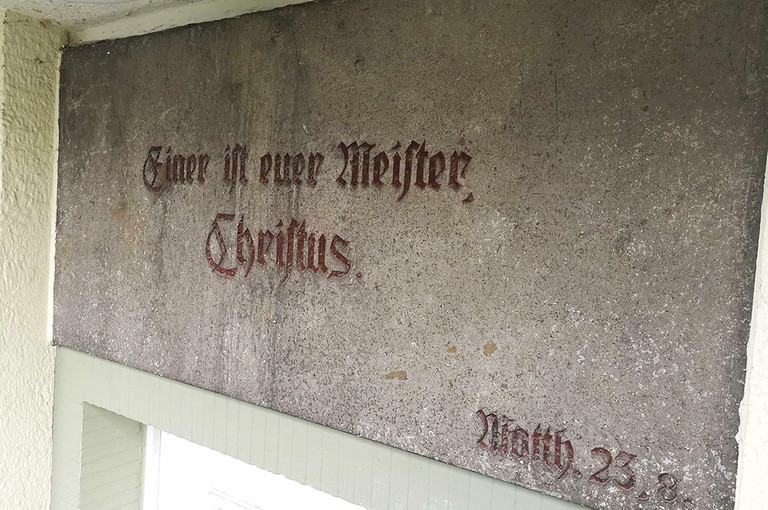 Einer ist euer Meister,
Christus.
Matth. 23, 8.